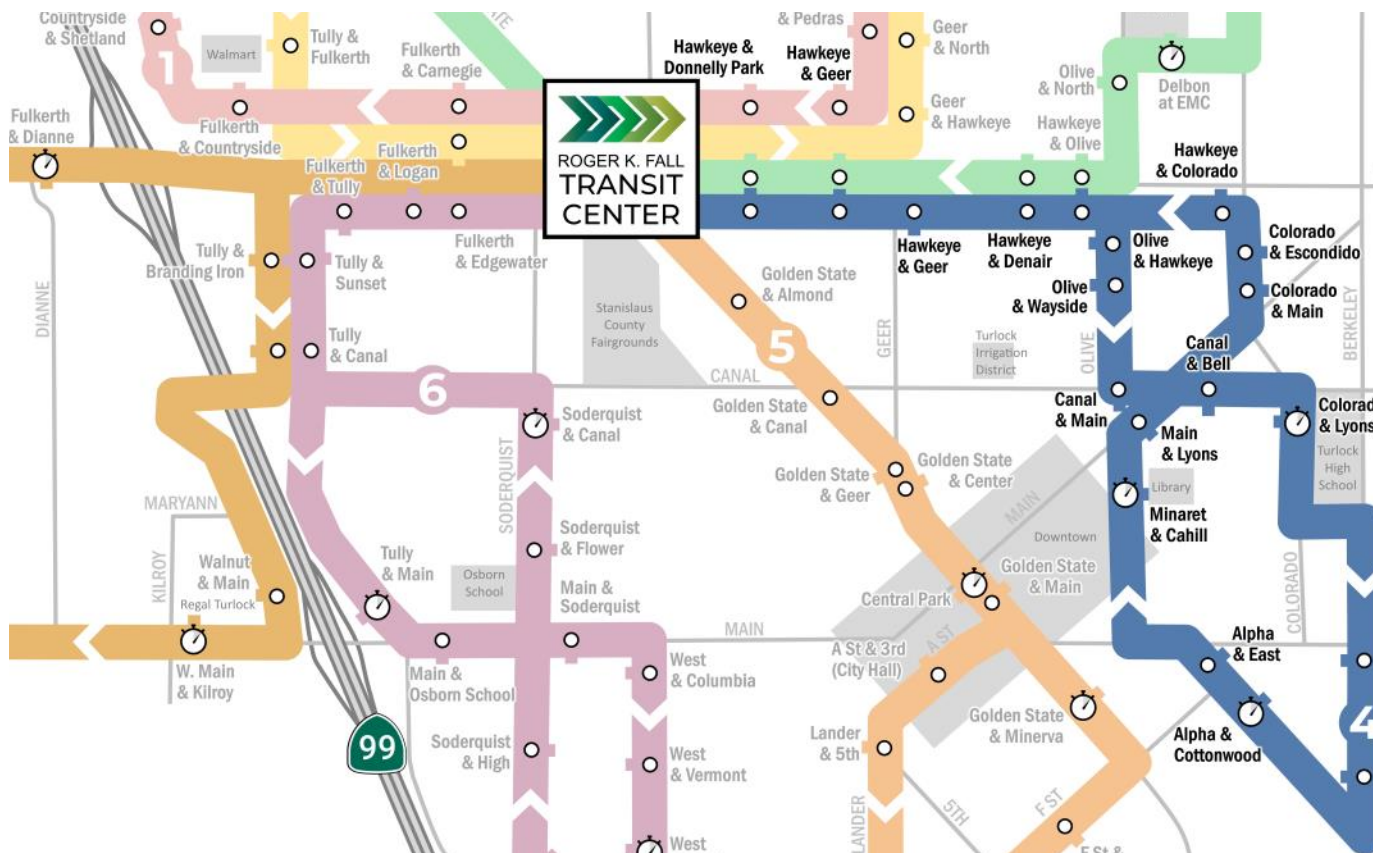 Countryside
& Shetland
1
Walmart
Tully &
Fulkerth
Fulkerth
& Carnegie
Hawkeye &
Donnelly Park
Hawkeye
& Geer
& Pedras
Geer
& North
Geer
& Hawkeye
Olive
& North
Hawkeye
& Olive
Delbon
at EMC
Hawkeye
& Colorado
Fulkerth
& Dianne
Fulkerth
& Countryside
Fulkerth
& Tully
Fulkerth
& Logan
ROGER K. FALL
TRANSIT
CENTER
Tully &
Branding Iron
Tully &
Sunset
Fulkerth
& Edgewater
Hawkeye
& Geer
Hawkeye
& Denair
Olive
& Hawkeye
Olive
& Wayside
Colorado
& Escondido
Colorado
& Main
BERKELEY
DIANNE
Stanislaus
County
Fairgrounds
Golden State
& Almond
5
GEER
Turlock
Irrigation
District
OLIVE
Canal
& Bell
Tully
& Canal
6
CANAL
Soderquist
& Canal
Golden State
& Canal
Canal
& Main
Main
& Lyons
Colorad
& Lyons
Turlock
High
School
Golden State
& Geer
Golden State
& Center
MAIN
Library
Minaret
& Cahill
MARYANN
SODERQUIST
KILROY
Walnut
& Main
Regal Turlock
W. Main
& Kilroy
Tully
& Main
Osborn
School
Soderquist
& Flower
Main &
Soderquist
Downtown
Golden State
& Main
Central Park
COLORADO
MAIN
A ST
A St & 3rd
(City Hall)
Alpha
& East
Main &
Osborn School
West
& Columbia
Golden State
& Minerva
Alpha &
Cottonwood
4
99
Soderquist
& High
West
& Vermont
Lander
& 5th
LANDER
5TH
F ST
West